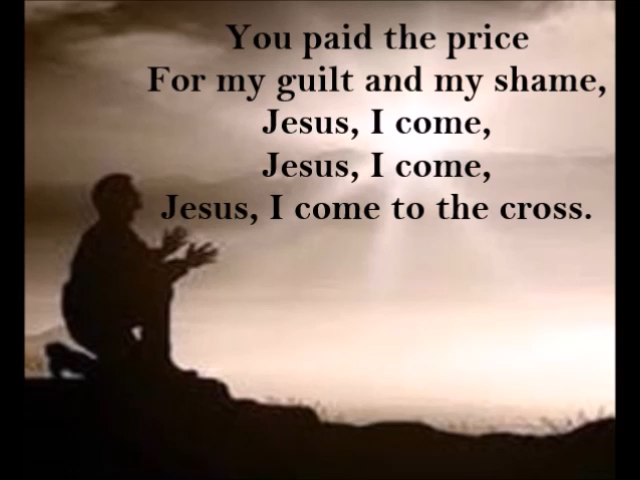 You paid the price
For my guilt and my shame,
Jesus, I come,
Jesus, I come,
Jesus, I come to the cross.